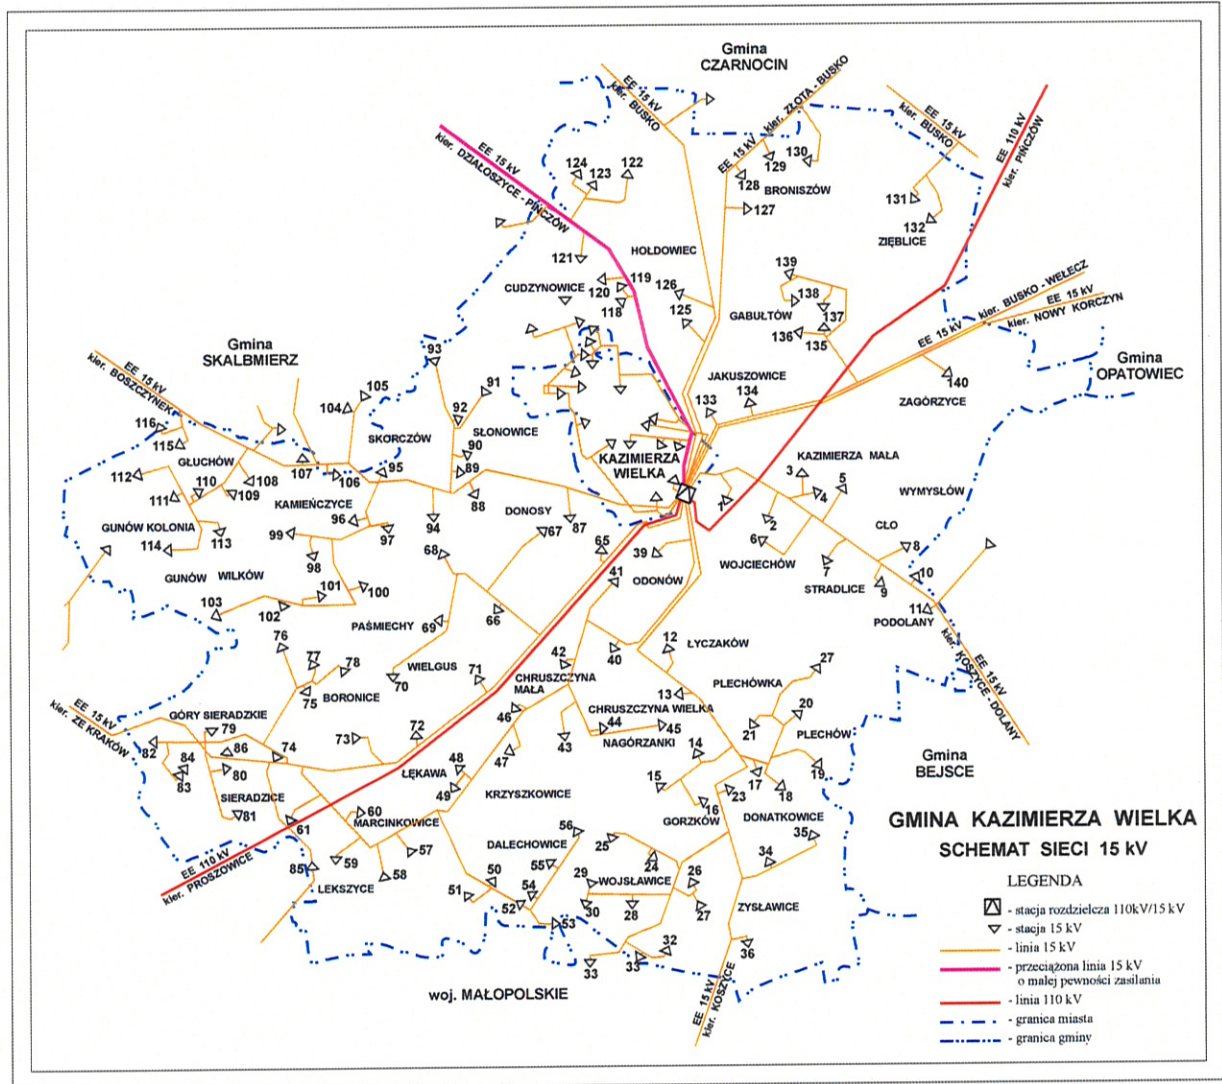 Gmina
CZARNOCIN
EE 15 kV
kier. BUSKO
kier. ZŁOTA - BUSKO
EE 15 kV
EE 15 kV
kier. BUSKO
EE 110 kV
kier. PIŃCZÓW
EE 15 kV
kier. DZIAŁOSZYCE - PIŃCZÓW
124
123
122
129
130
128
BRONISZÓW
127
131
132
ZIĘBLICE
121
HOŁDOWIEC
119
120
118
CUDZYNOWICE
126
125
139
138
137
GABUŁTÓW
136
135
kier. BUSKO - WEŁECZ
EE 15 kV
kier. NOWY KORCZYN
EE 15 kV
Gmina
OPATOWIEC
Gmina
SKALBMIERZ
EE 15 kV
kier. BOSZCZYNEK
93
91
92
105
104
JAKUSZOWICE
133
134
140
ZAGÓRZYCE
116
115
SKORCZÓW
SŁONOWICE
90
89
88
GŁUCHÓW
112
111
110
109
108
107
106
95
KAMIEŃCZYCE
96
97
94
DONOSY
87
KAZIMIERZA
WIELKA
1
KAZIMIERZA MAŁA
3
4
5
2
6
WYMYSŁÓW
CŁO
8
GUNÓW KOLONIA
113
114
99
98
68
67
65
39
ODONÓW
WOJCIECHÓW
7
STRADLICE
9
10
11
PODOLANY
GUNÓW
WILKÓW
101
100
102
103
41
PAŚMIECHY
69
66
WIELGUS
70
71
40
42
12
ŁYCZAKÓW
EE 15 kV
kier. KOSZYCE - DOLANY
76
77
78
75
BORONICE
CHRUSZCZYNA
MAŁA
13
CHRUSZCZYNA WIELKA
PLECHÓWKA
27
20
21
PLECHÓW
EE 15 kV
kier. ZE KRAKÓW
GÓRY SIERADZKIE
79
82
86
84
83
80
74
73
72
46
47
43
44
45
NAGÓRZANKI
14
15
16
17
18
19
23
Gmina
BEJSCE
SIERADZICE
81
61
60
MARCINKOWICE
ŁĘKAWA
48
49
KRZYSZKOWICE
GORZKÓW
DONATKOWICE
35
34
EE 110 kV
kier. PROSZOWICE
85
LEKSZYCE
59
58
57
DALECHOWICE
56
55
54
50
51
52
53
25
24
WOJSŁAWICE
29
30
28
26
27
ZYSŁAWICE
36
32
33
33
EE 15 kV
kier. KOSZYCE
woj. MAŁOPOLSKIE
GMINA KAZIMIERZA WIELKA
SCHEMAT SIECI 15 kV
LEGENDA
- stacja rozdzielcza 110kV/15 kV
- stacja 15 kV
- linia 15 kV
- przeciążona linia 15 kV
o małej pewności zasilania
- linia 110 kV
- granica miasta
- granica gminy